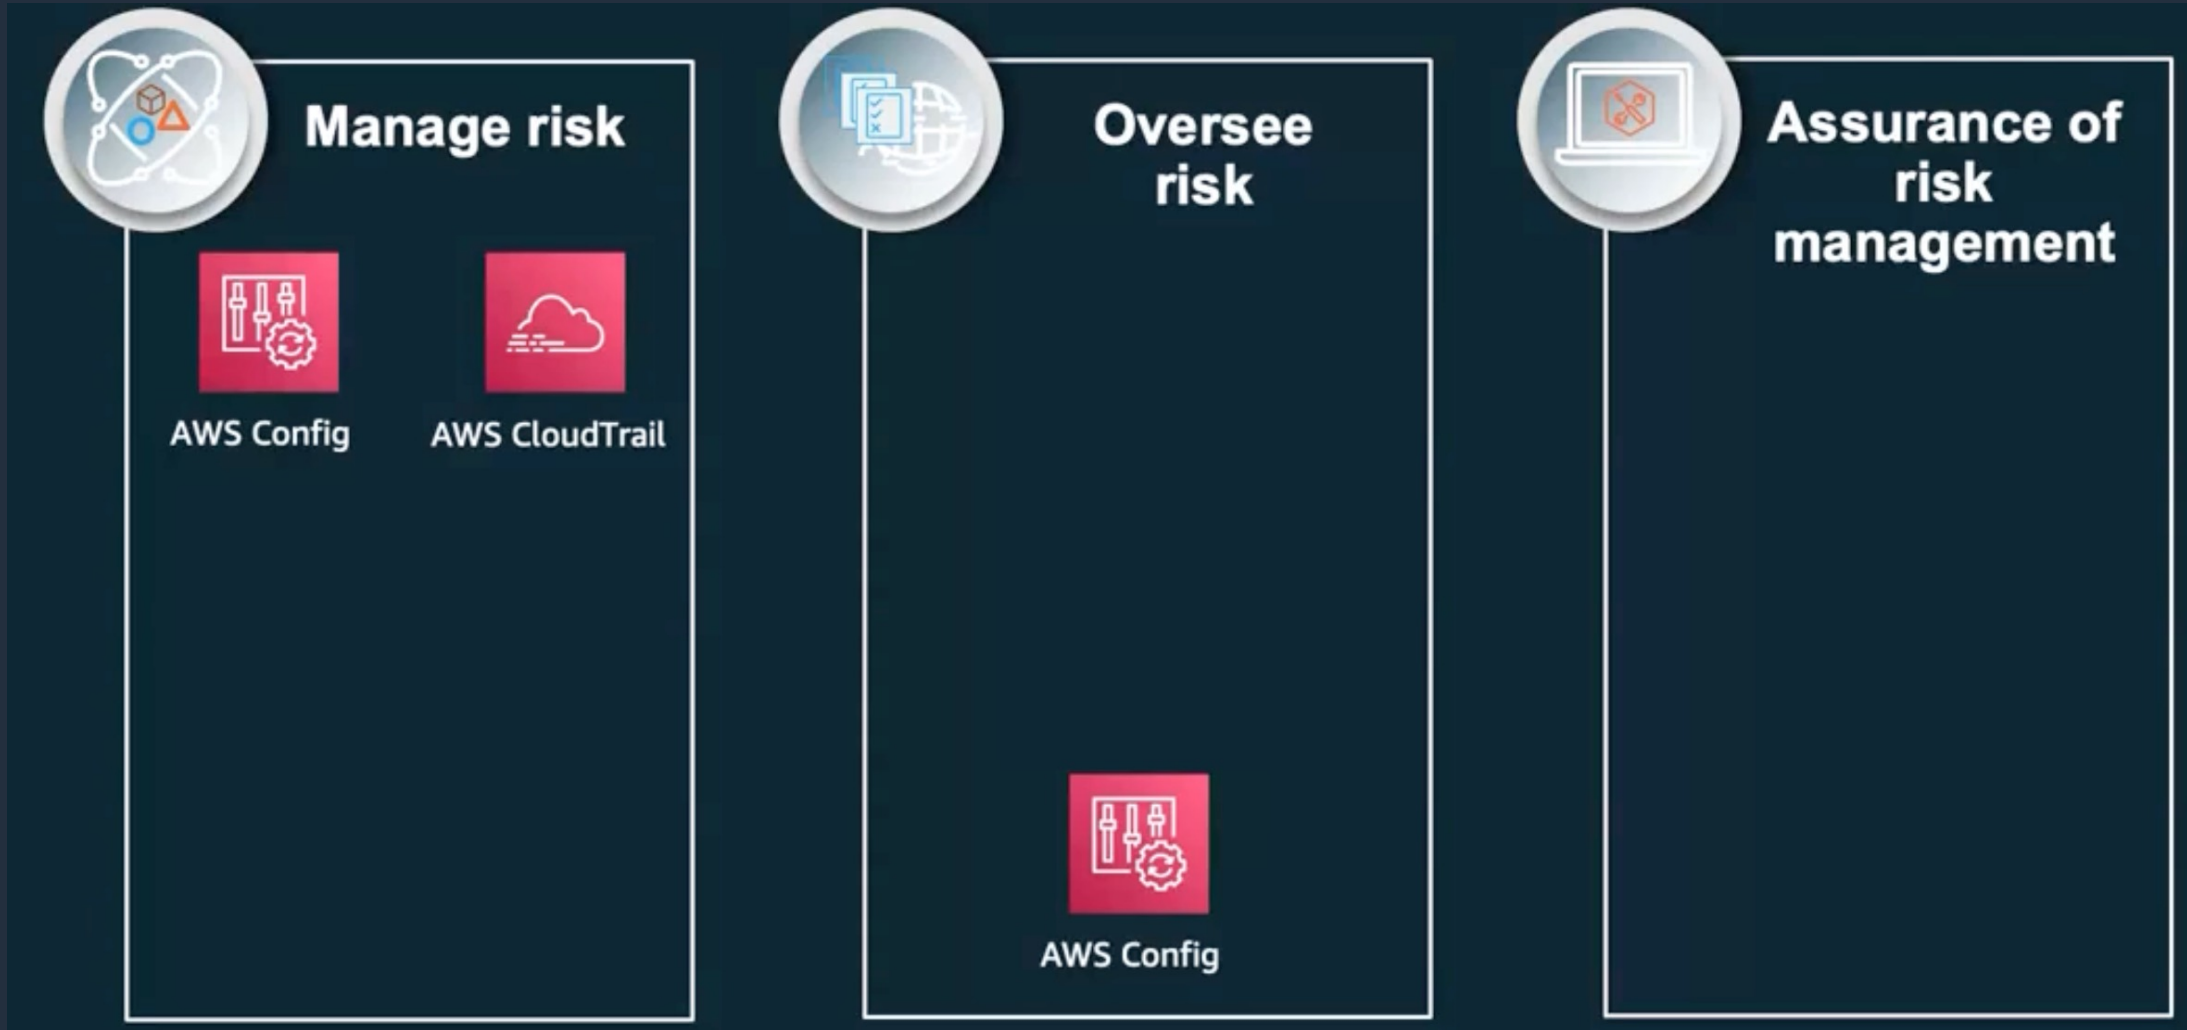 Manage risk
AWS Config
AWS CloudTrail
Oversee
risk
AWS Config
Assurance of
risk
management